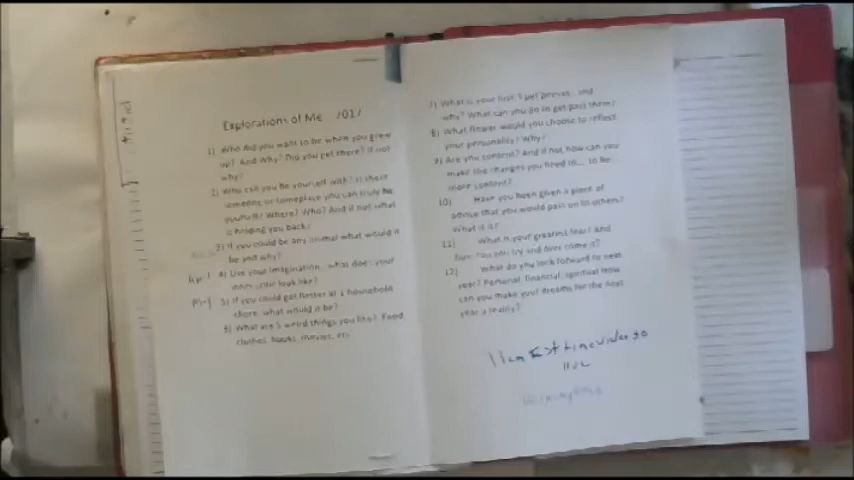 Explorations of Me 2017
1) Who did you want to be when you grew
up? And Why? Did you get there? If not
why?
2) Who can you be yourself with? Is there
someone or someplace you can truly be
yourself? Where? Who? And if not what
is holding you back?
3) If you could be any animal what would it
be and why?
4) Use your imagination, what does your
look like?
5) If you could get better at 1 household
chore, what would it be?
6) What are 5 weird things you like? Food,
clothes, books, movies, etc
7) What is your first 5 pet peeves, and
why? What can you do to get past them?
8) What flower would you choose to reflect
your personality? Why?
9) Are you content? And if not how can you
make the changes you need in... to be
more content?
10) Have you been given a piece of
advice that you would pass on to others?
What is it?
11) What is your greatest fear? And
how can you try and over come it?
12) What do you look forward to next
year? Personal, financial, spiritual how
can you make your dreams for the next
year a reality?
11am Est
live